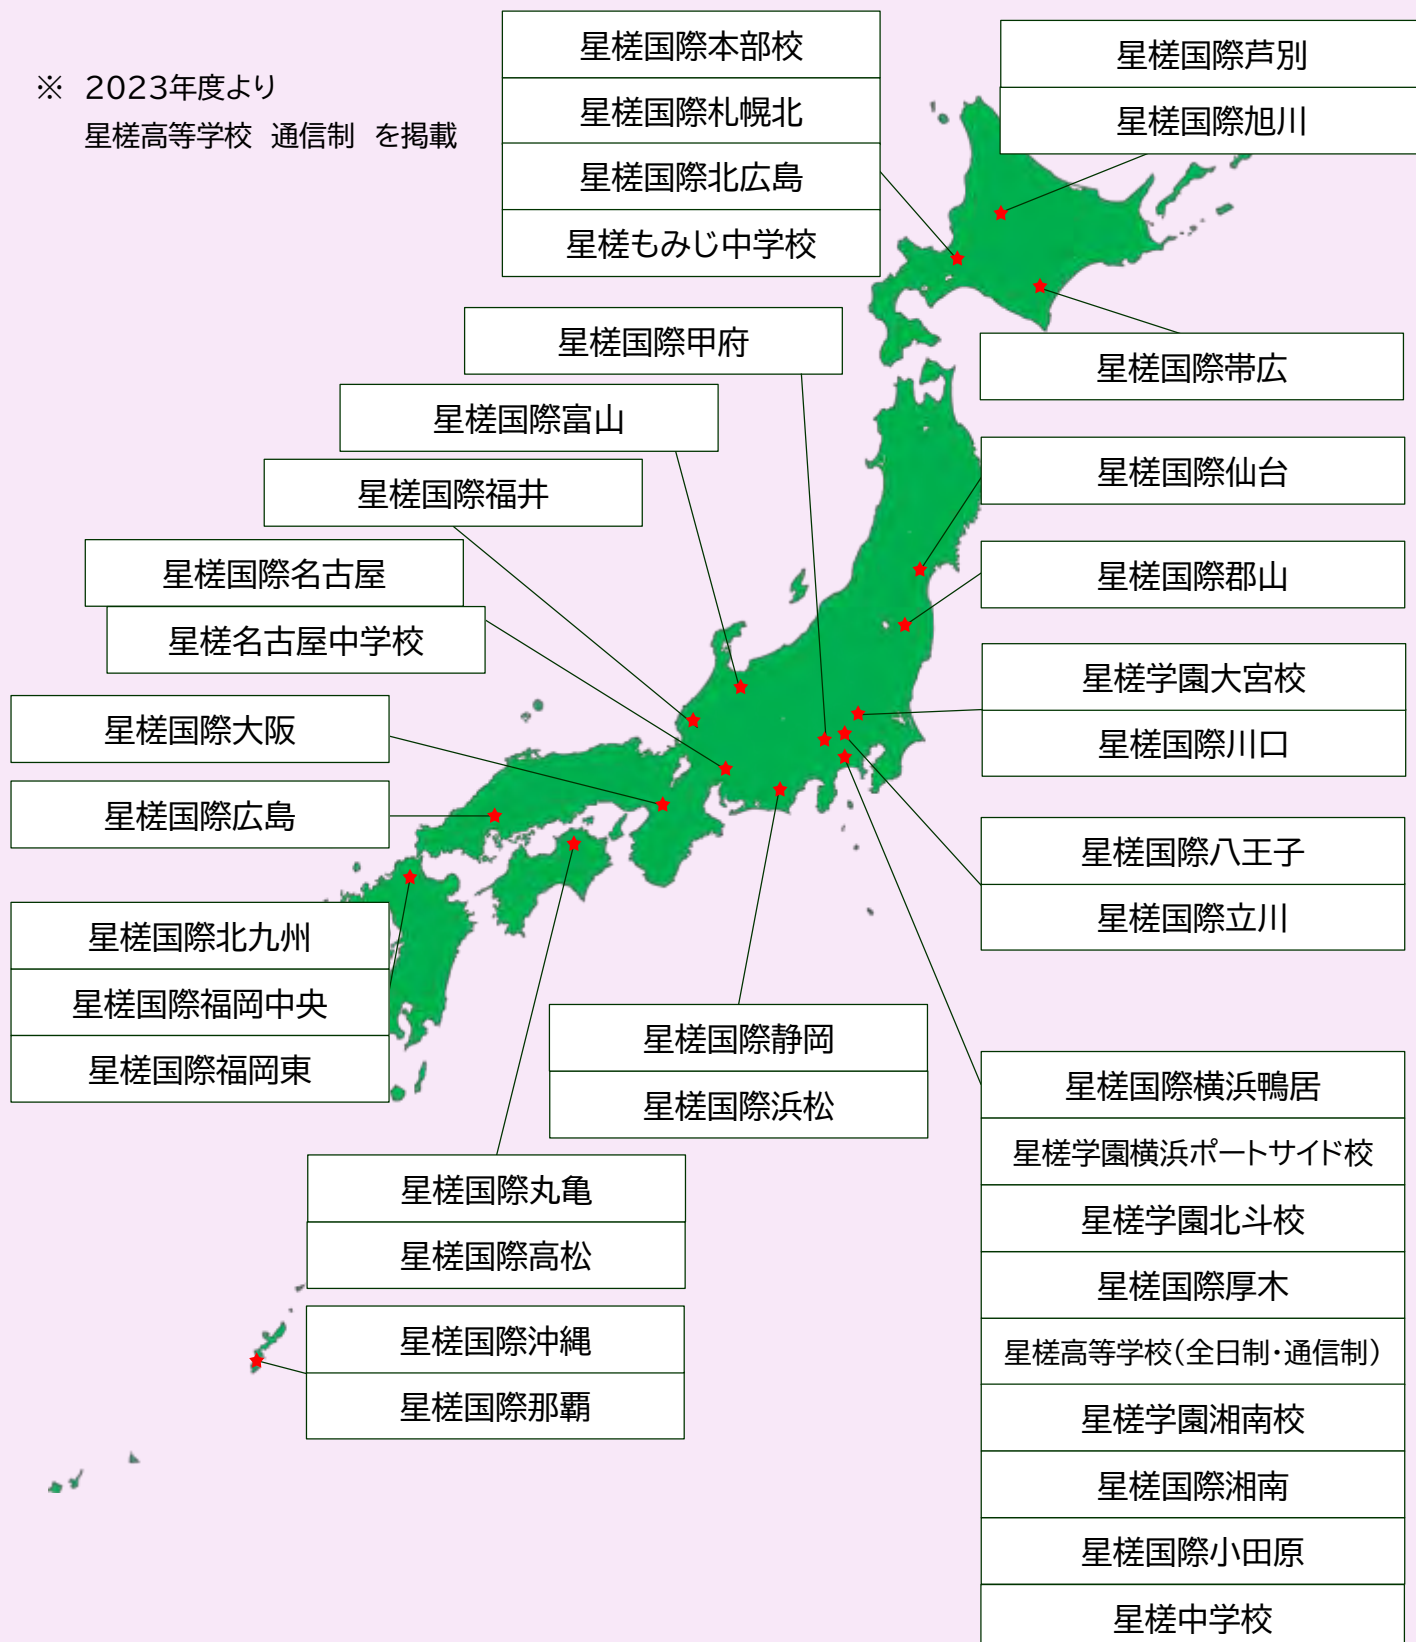 ※ 2023年度より
星槎高等学校 通信制 を掲載
星槎国際本部校
星槎国際札幌北
星槎国際北広島
星槎もみじ中学校
星槎国際芦別
星槎国際旭川
星槎国際帯広
星槎国際甲府
星槎国際富山
星槎国際福井
星槎国際名古屋
星槎名古屋中学校
星槎国際大阪
星槎国際広島
星槎国際北九州
星槎国際福岡中央
星槎国際福岡東
星槎国際仙台
星槎国際郡山
星槎学園大宮校
星槎国際川口
星槎国際八王子
星槎国際立川
星槎国際静岡
星槎国際浜松
星槎国際丸亀
星槎国際高松
星槎国際沖縄
星槎国際那覇
星槎国際横浜鴨居
星槎学園横浜ポートサイド校
星槎学園北斗校
星槎国際厚木
星槎高等学校(全日制・通信制)
星槎学園湘南校
星槎国際湘南
星槎国際小田原
星槎中学校